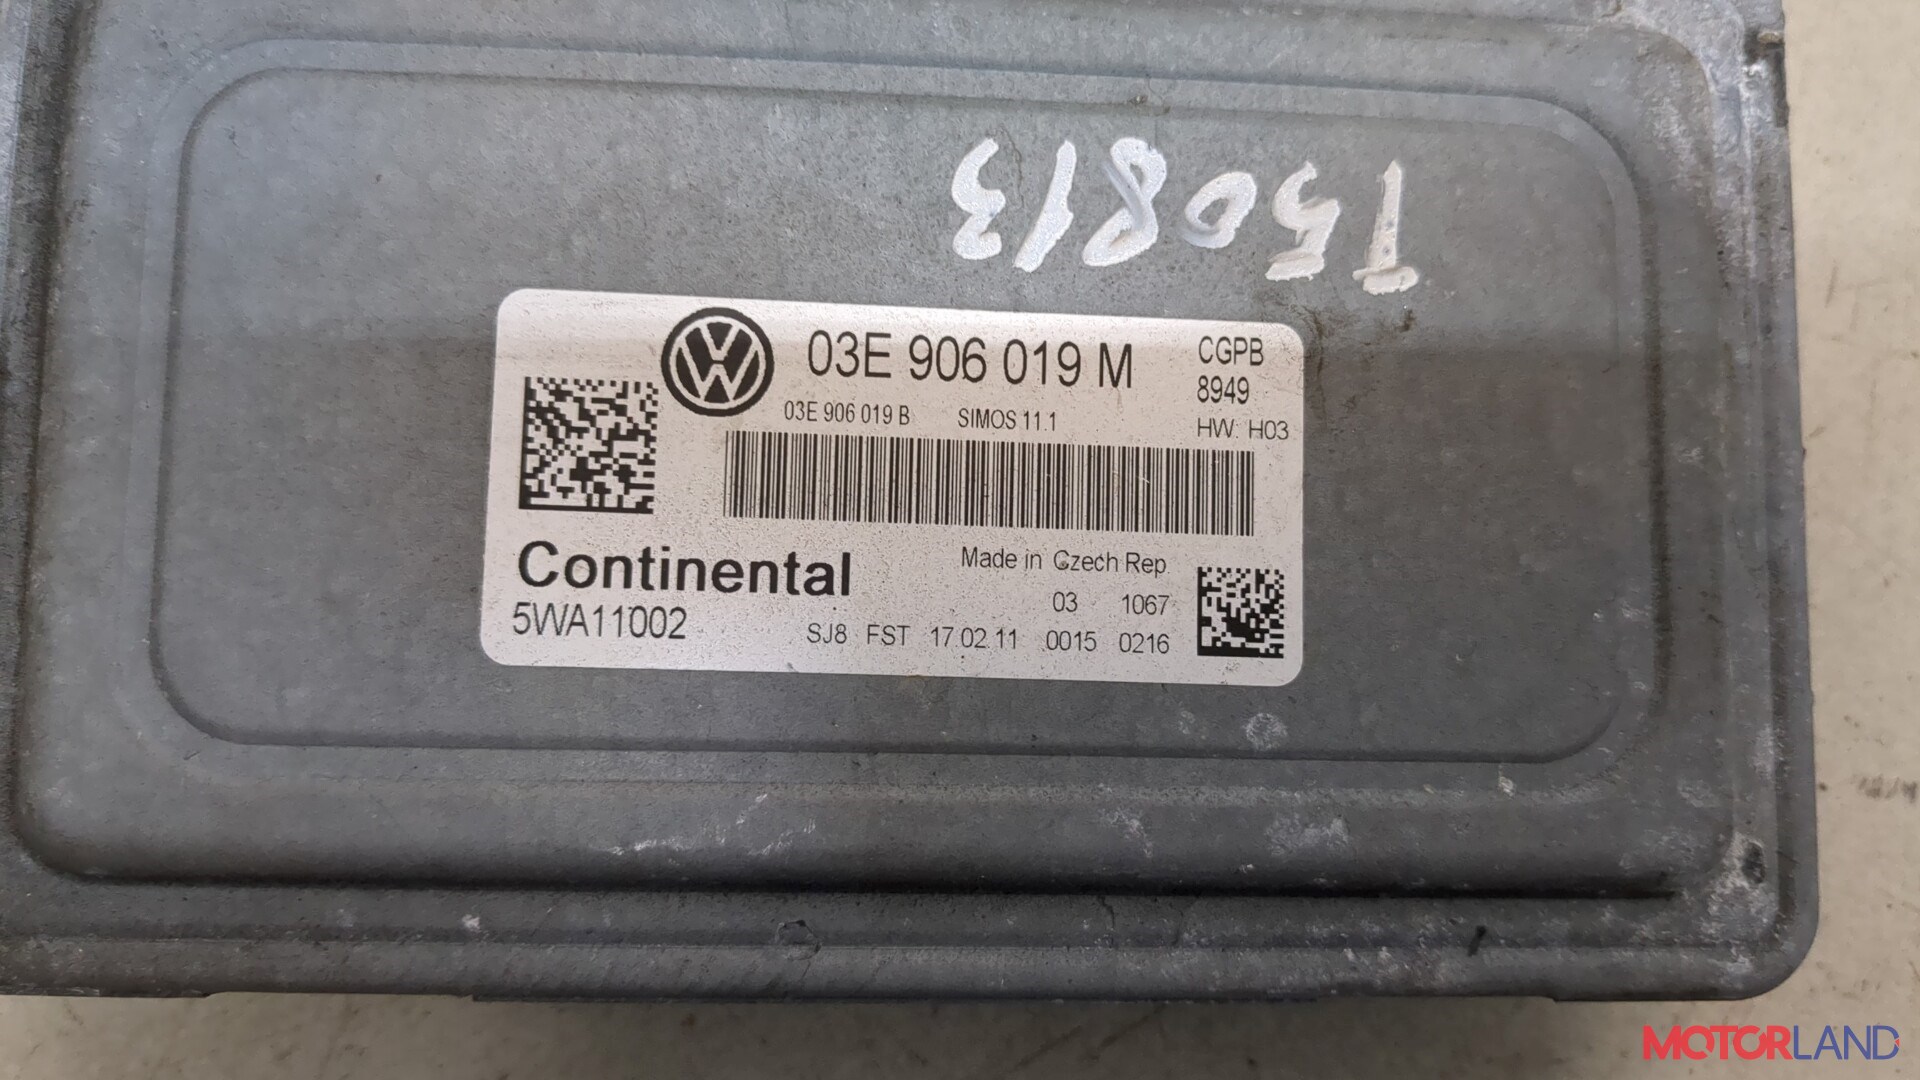 T50813
03E 906 019 M
CGPB
8949
03E 906 019 B SIMOS 11.1
HW: H03
Continental
Made in Czech Rep.
5WA11002
03 1067
SJ8 FST 17.02.11 0015 0216
MOTORLAND